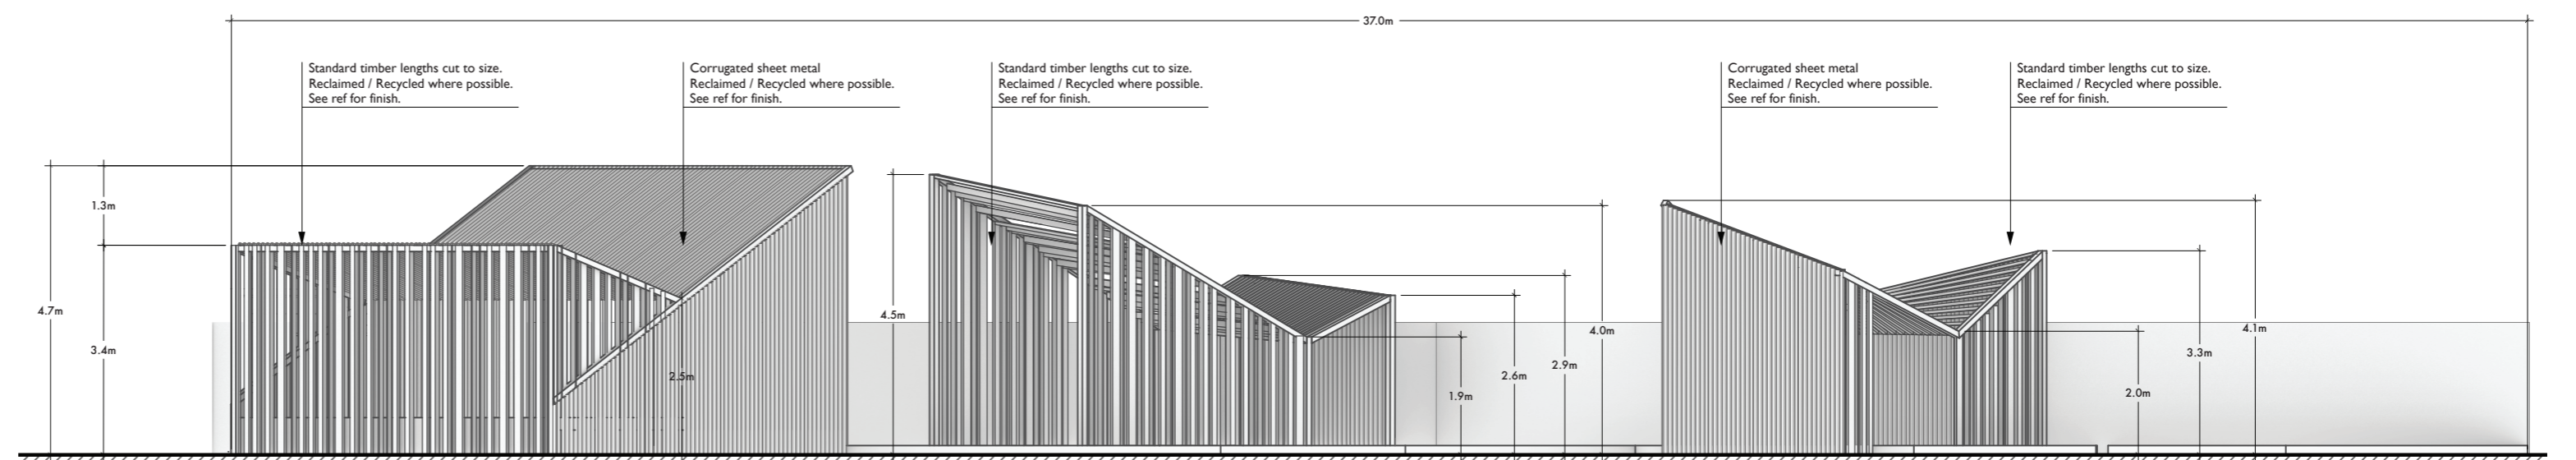 37.0m
Standard timber lengths cut to size.
Reclaimed / Recycled where possible.
See ref for finish.
Corrugated sheet metal
Reclaimed / Recycled where possible.
See ref for finish.
Standard timber lengths cut to size.
Reclaimed / Recycled where possible.
See ref for finish.
Corrugated sheet metal
Reclaimed / Recycled where possible.
See ref for finish.
Standard timber lengths cut to size.
Reclaimed / Recycled where possible.
See ref for finish.
1.3m
4.7m
3.4m
2.5m
4.5m
1.9m
2.6m
2.9m
4.0m
2.0m
3.3m
4.1m